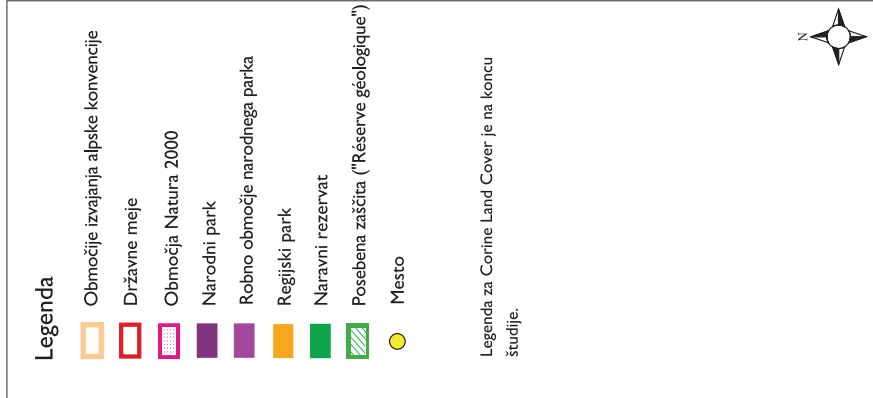 Legenda
Območije izvajanja alpske konvencije
Državne meje
Območja Natura 2000
Narodni park
Robno območje narodnega parka
Regijski park
Naravni rezervat
Posebena zaščita ("Réserve géologique")
Mesto
Legenda za Corine Land Cover je na koncu
študije.
N